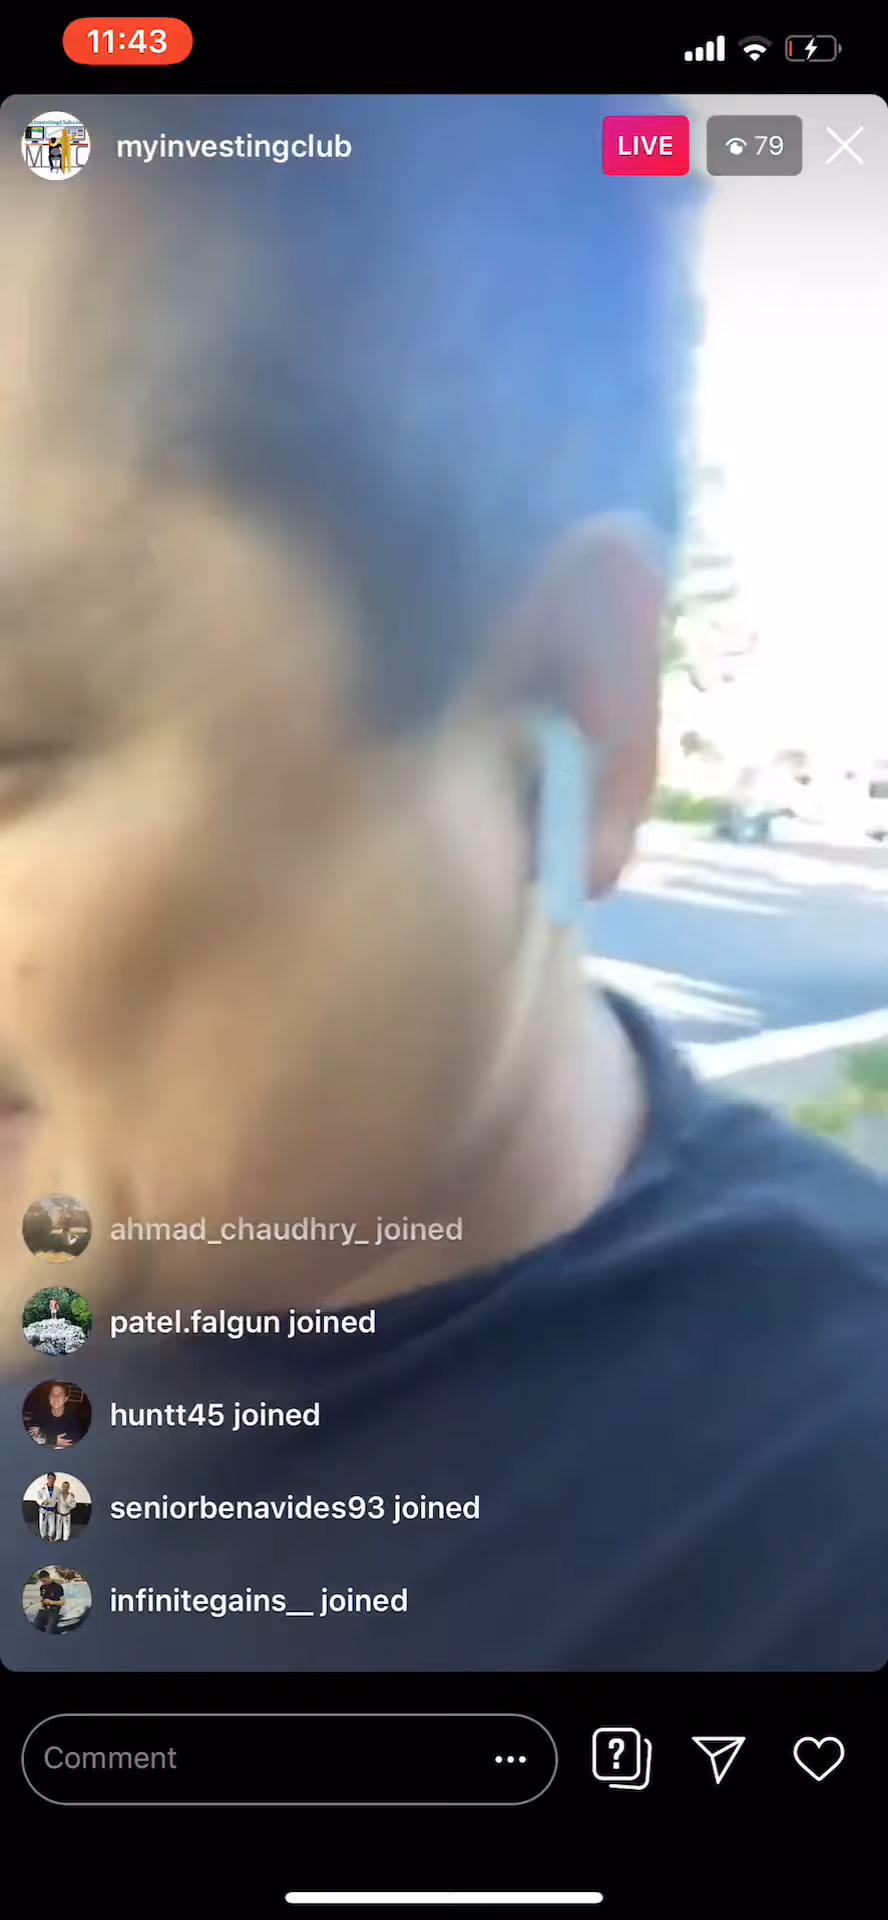 11:43
myinvestingclub
LIVE
79
ahmad_chaudhry_ joined
patel.falgun joined
huntt45 joined
seniorbenavides93 joined
infinitegains__ joined
Comment